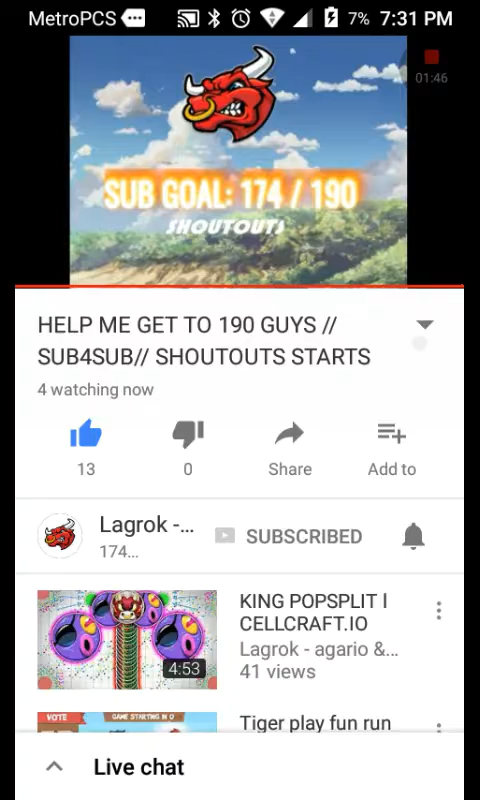 MetroPCS 7% 7:31 PM
01:46
SUB GOAL: 174 / 190
SHOUTOUTS
HELP ME GET TO 190 GUYS //
SUB4SUB// SHOUTOUTS STARTS
4 watching now
13 0 Share Add to
Lagrok -...
SUBSCRIBED
174...
KING POPSPLIT I
CELLCRAFT.IO
Lagrok - agario &...
41 views
4:53
VOTE GAME STARTING IN 0
Tiger play fun run
Live chat